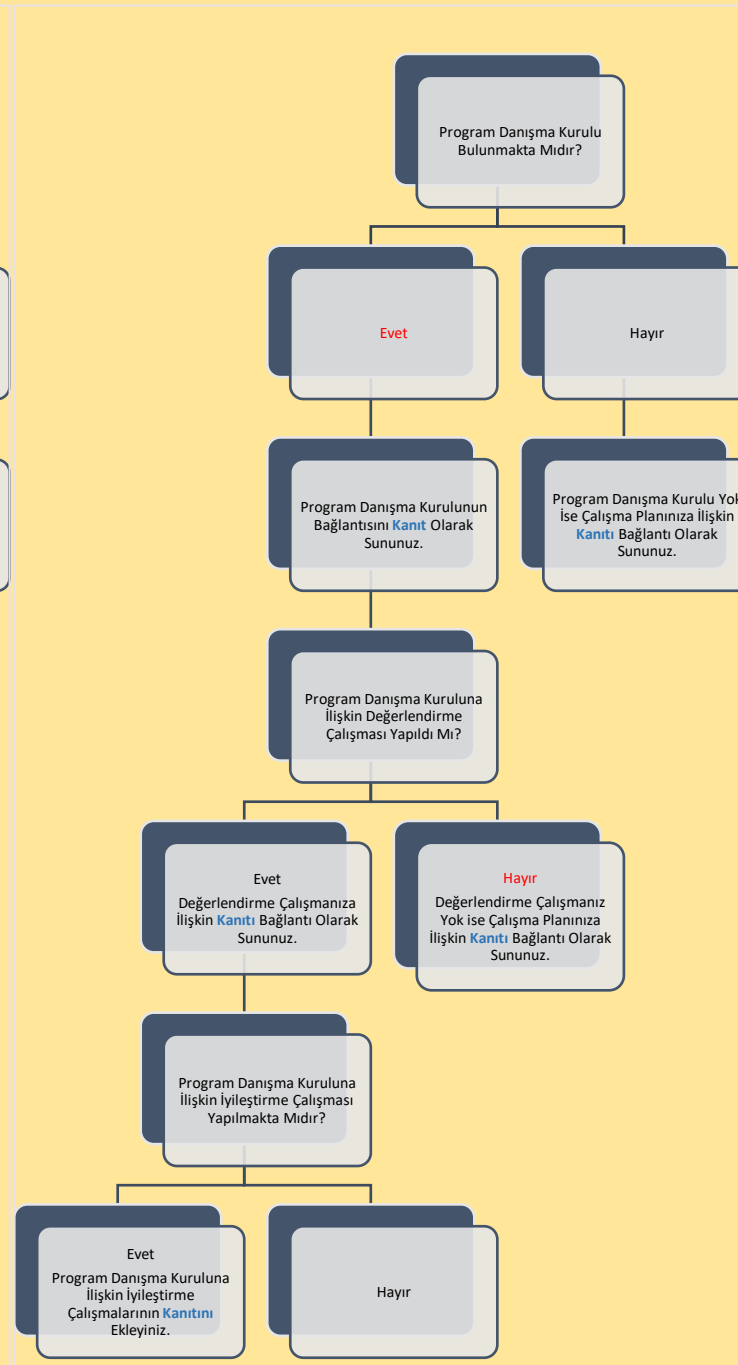 Program Danışma Kurulu
Bulunmakta Mıdır?
Evet
Hayır
Program Danışma Kurulunun
Bağlantısını Kanıt Olarak
Sununuz.
Program Danışma Kurulu Yok
İse Çalışma Planınıza İlişkin
Kanıtı Bağlantı Olarak
Sununuz.
Program Danışma Kuruluna
İlişkin Değerlendirme
Çalışması Yapıldı Mı?
Evet
Değerlendirme Çalışmanıza
İlişkin Kanıtı Bağlantı Olarak
Sununuz.
Hayır
Değerlendirme Çalışmanız
Yok ise Çalışma Planınıza
İlişkin Kanıtı Bağlantı Olarak
Sununuz.
Program Danışma Kuruluna
İlişkin İyileştirme Çalışması
Yapılmakta Mıdır?
Evet
Program Danışma Kuruluna
İlişkin İyileştirme
Çalışmalarının Kanıtını
Ekleyiniz.
Hayır